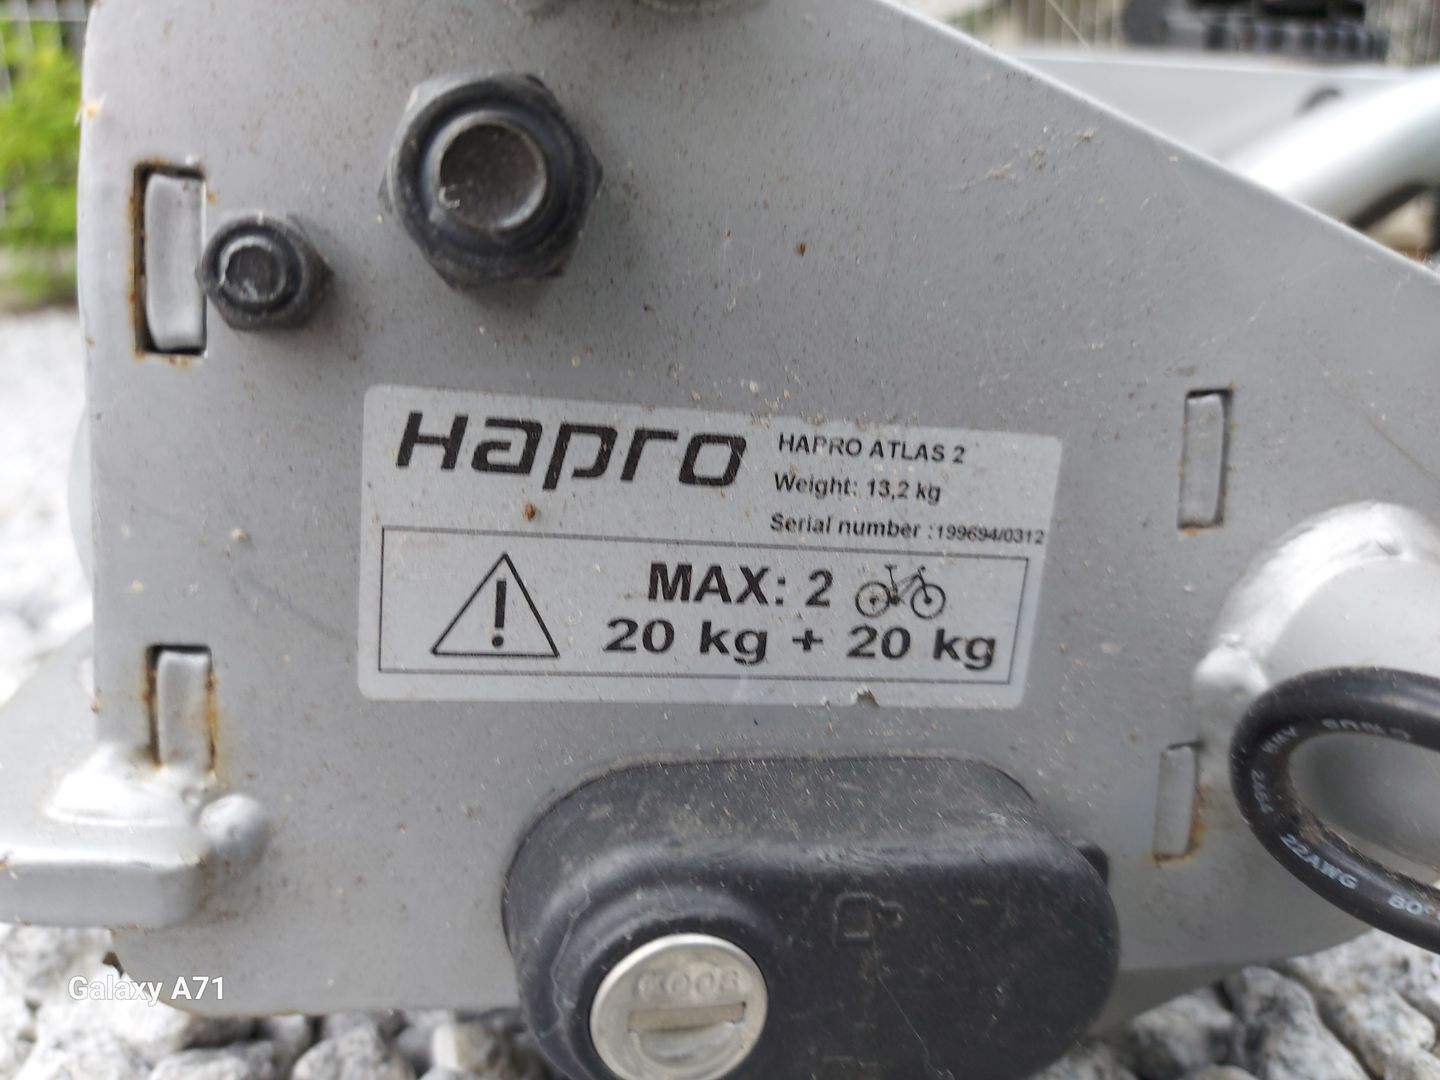 Hapro
HAPRO ATLAS 2
Weight: 13,2 kg
Serial number :199694/0312
MAX: 2
20 kg + 20 kg
22AWG
Galaxy A71